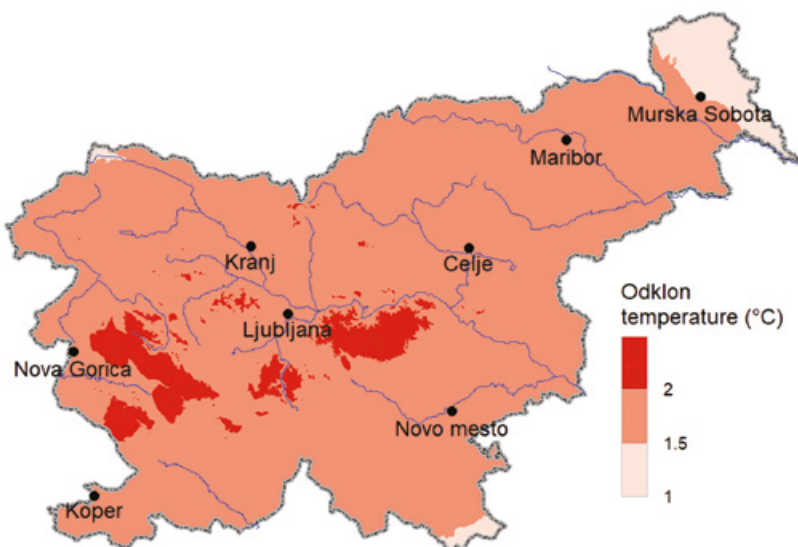 Murska Sobota
Maribor
Kranj
Celje
Ljubljana
Nova Gorica
Novo mesto
Koper
Odklon
temperature (°C)
2
1.5
1